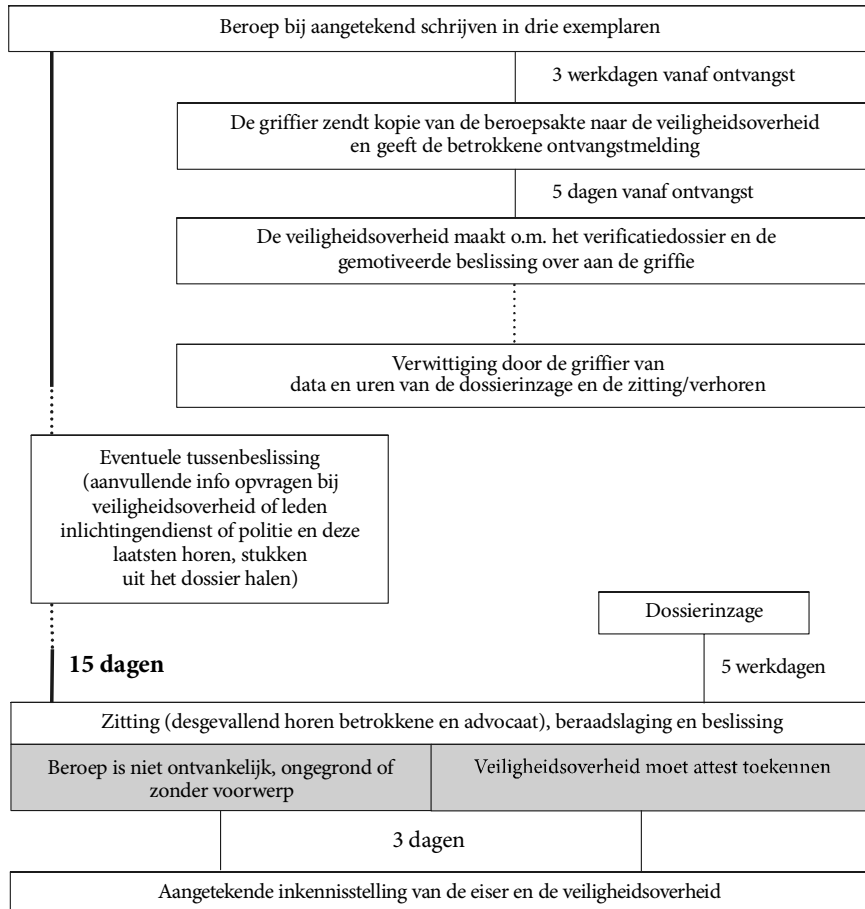 Beroep bij aangetekend schrijven in drie exemplaren
3 werkdagen vanaf ontvangst
De griffier zendt kopie van de beroepsakte naar de veiligheidsoverheid
en geeft de betrokkene ontvangstmelding
5 dagen vanaf ontvangst
De veiligheidsoverheid maakt o.m. het verificatiedossier en de
gemotiveerde beslissing over aan de griffie
Verwittiging door de griffier van
data en uren van de dossierinzage en de zitting/verhoren
Eventuele tussenbeslissing
(aanvullende info opvragen bij
veiligheidsoverheid of leden
inlichtingendienst of politie en deze
laatsten horen, stukken
uit het dossier halen)
Dossierinzage
15 dagen
5 werkdagen
Zitting (desgevallend horen betrokkene en advocaat), beraadslaging en beslissing
Beroep is niet ontvankelijk, ongegrond of
zonder voorwerp
Veiligheidsoverheid moet attest toekennen
3 dagen
Aangetekende inkennisstelling van de eiser en de veiligheidsoverheid